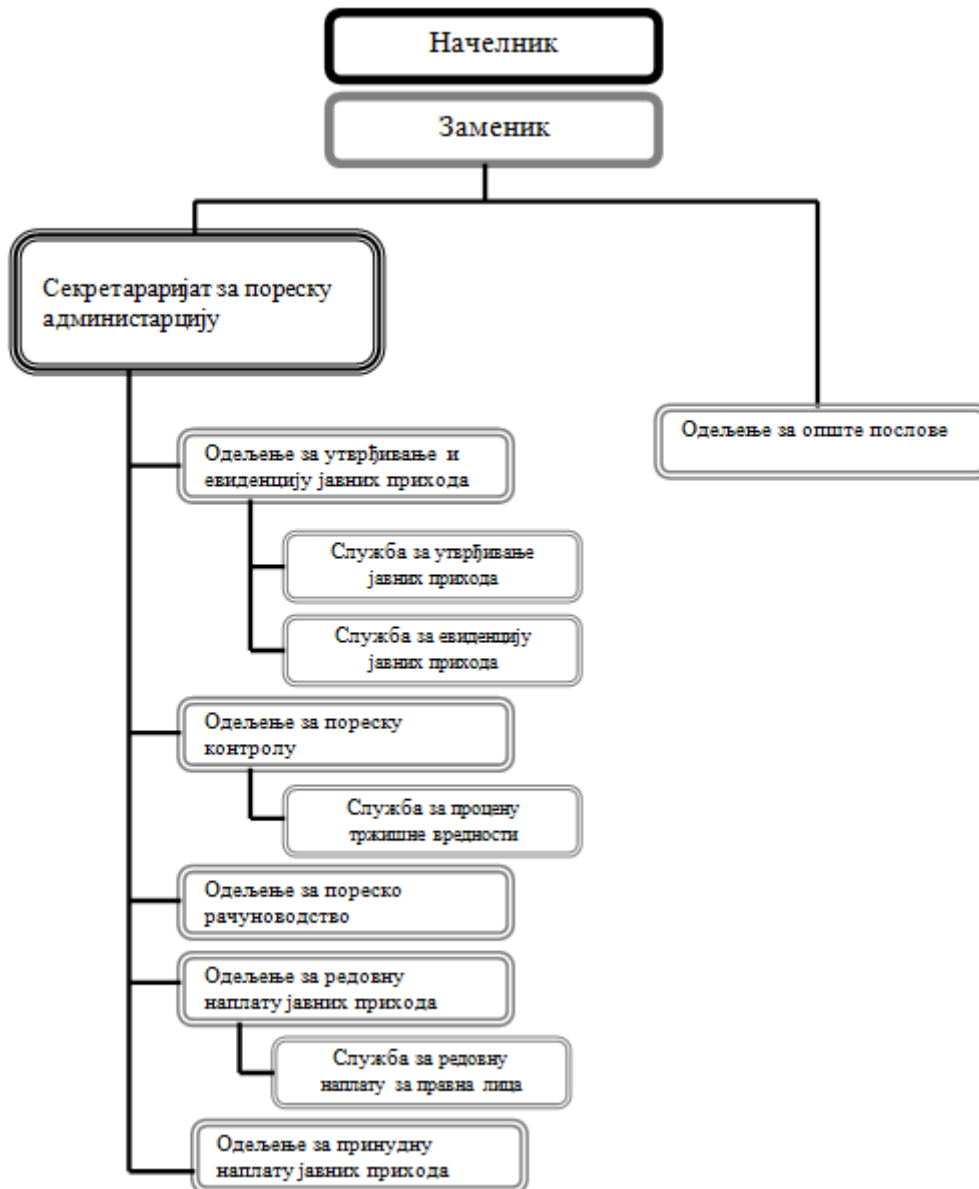 Начелник
Заменик
Секретараријат за пореску
администарцију
Одељење за опште послове
Одељење за утврђивање и
евиденцију јавних прихода
Служба за утврђивање
јавних прихода
Служба за евиденцију
јавних прихода
Одељење за пореску
контролу
Служба за процену
тржишне вредности
Одељење за пореско
рачуноводство
Одељење за редовну
наплату јавних прихода
Служба за редовну
наплату за правна лица
Одељење за принудну
наплату јавних прихода